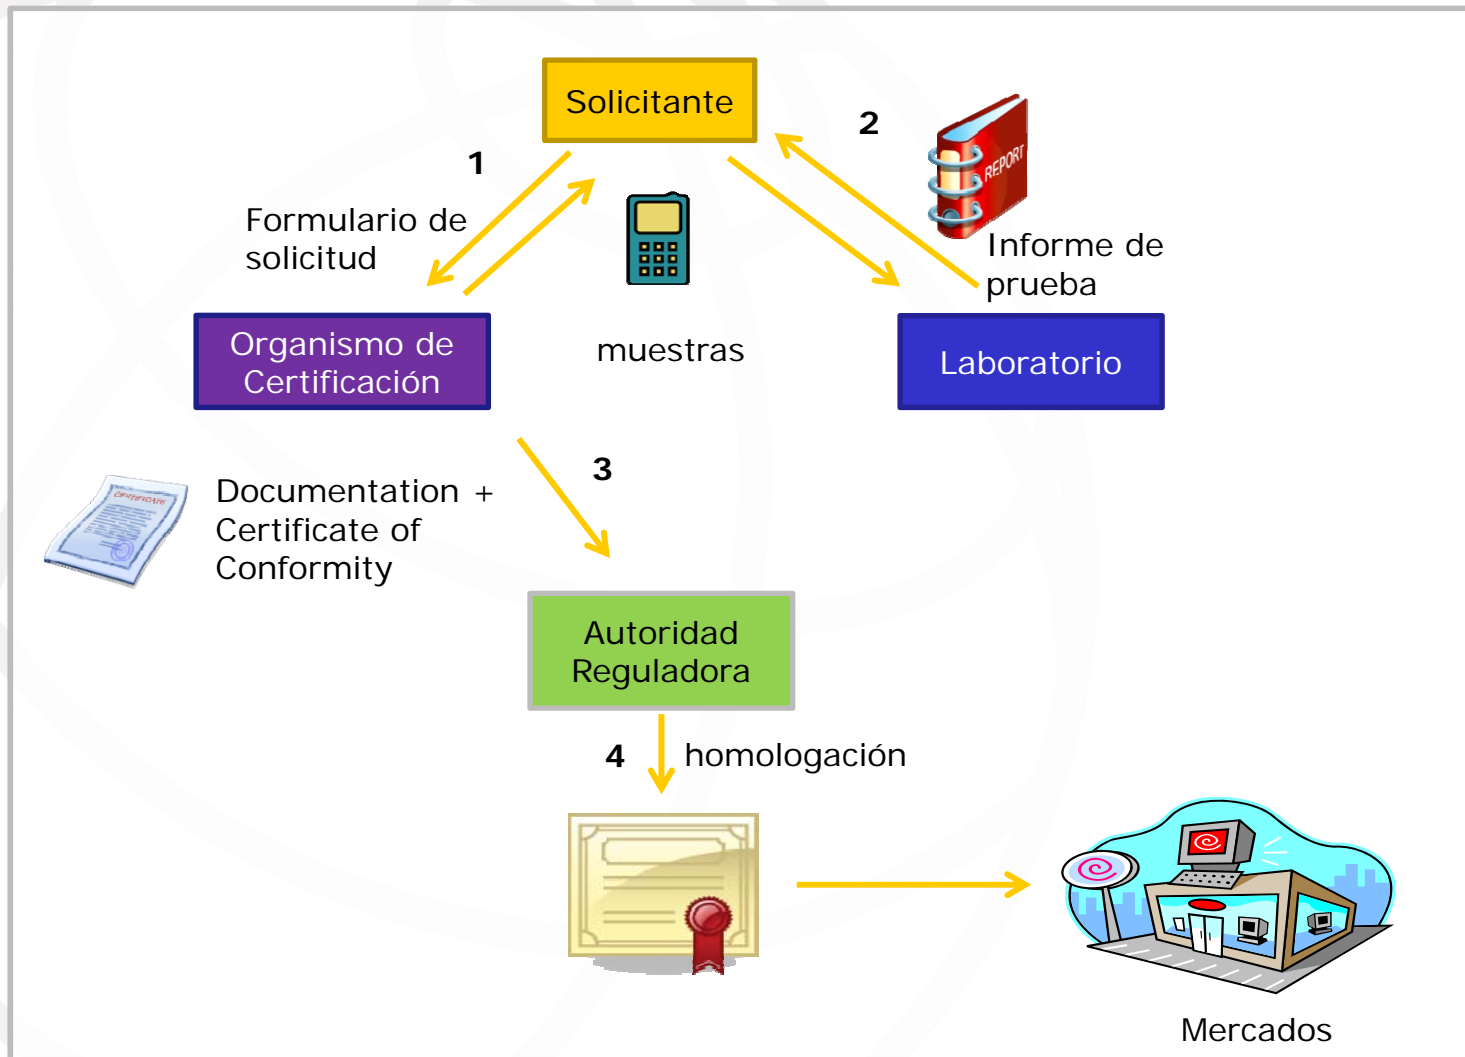 Solicitante
2
REPORT
1
Formulario de
solicitud
Informe de
prueba
Organismo de
Certificación
muestras
Laboratorio
3
CERTIFICATE
Documentation +
Certificate of
Conformity
Autoridad
Reguladora
4
homologación
Mercados